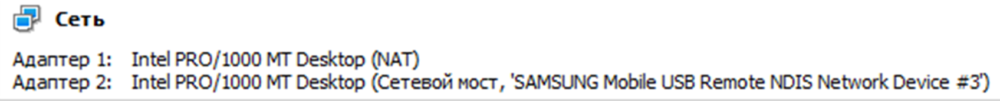 Сеть
Адаптер 1: Intel PRO/1000 MT Desktop (NAT)
Адаптер 2: Intel PRO/1000 MT Desktop (Сетевой мост, 'SAMSUNG Mobile USB Remote NDIS Network Device #3')